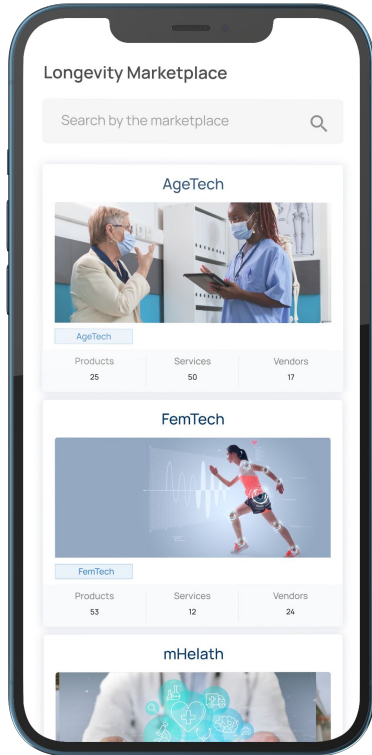 Longevity Marketplace
Search by the marketplace
AgeTech
AgeTech
Products Services Vendors
25 50 17
FemTech
FemTech
Products Services Vendors
53 12 24
mHelath